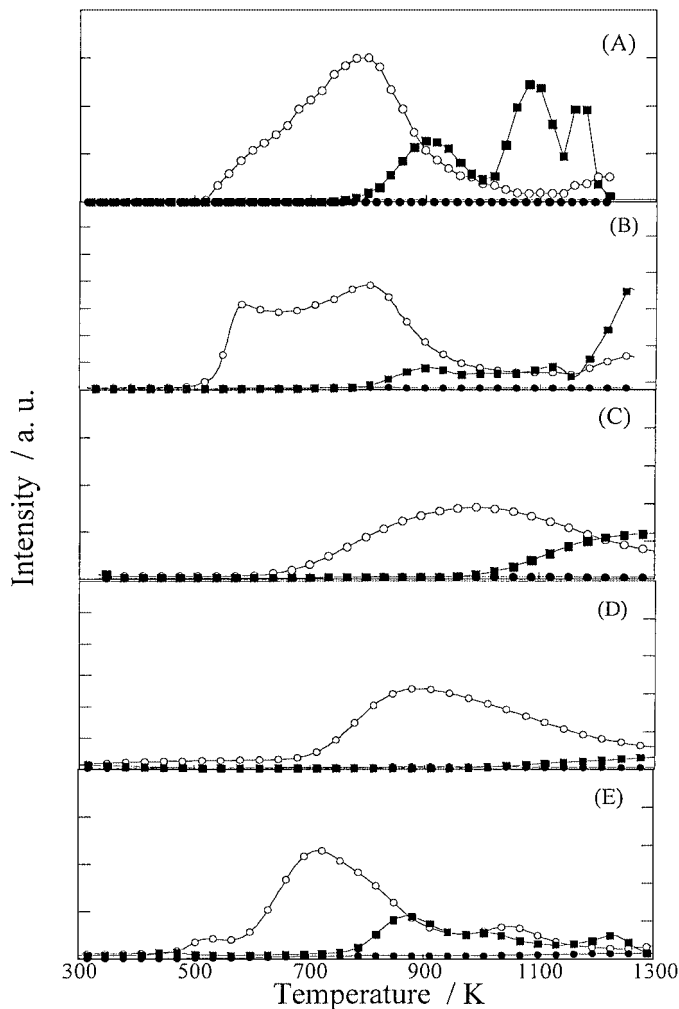 (A)
(B)
(C)
(D)
(E)
Intensity / a. u.
300 500 700 900 1100 1300
Temperature / K